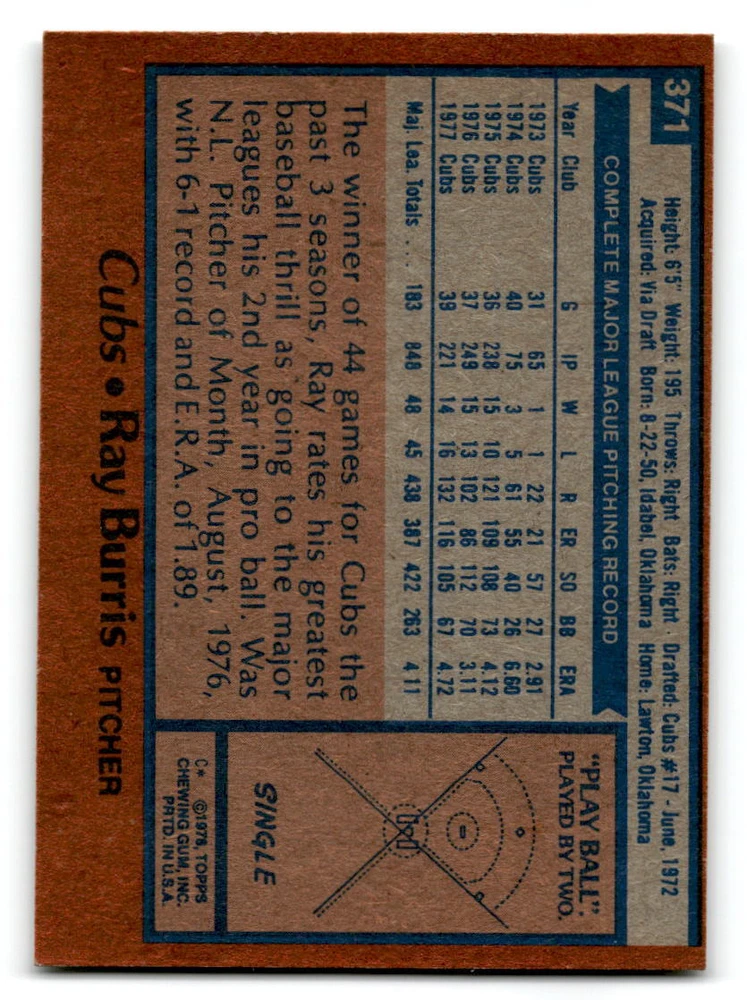 371
Height: 6'5" Weight: 195 Throws: Right Bats: Right Drafted: Cubs #17 - June, 1972
Acquired: Via Draft Born: 8-22-50, Idabel, Oklahoma Home: Lawton, Oklahoma
COMPLETE MAJOR LEAGUE PITCHING RECORD
Year Club G IP W L R ER SO BB ERA
1973 Cubs 31 65 1 1 22 21 57 27 2.91
1974 Cubs 40 75 3 5 61 55 40 26 6.60
1975 Cubs 36 238 15 10 121 109 108 73 4.12
1976 Cubs 37 249 15 13 102 86 112 70 3.11
1977 Cubs 39 221 14 16 132 116 105 67 4.72
Maj. Lea. Totals .... 183 848 48 45 438 387 422 263 4.11
The winner of 44 games for Cubs the
past 3 seasons, Ray rates his greatest
baseball thrill as going to the major
leagues his 2nd year in pro ball. Was
N.L. Pitcher of Month, August, 1976,
with 6-1 record and E.R.A. of 1.89.
"PLAY BALL".
PLAYED BY TWO.
SINGLE
C* ©1978, TOPPS
CHEWING GUM, INC.
PRTD. IN U.S.A
Cubs • Ray Burris PITCHER